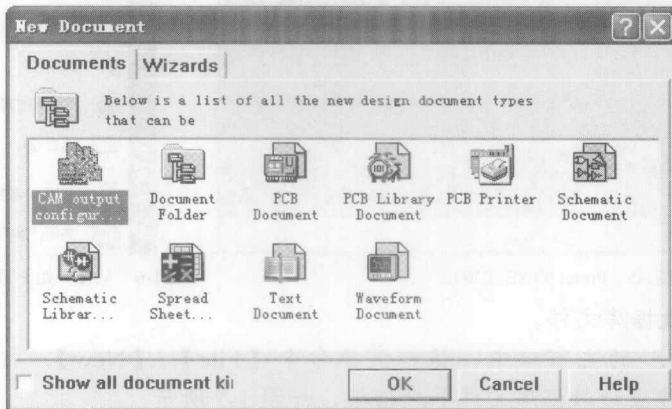 New Document
Documents Wizards
Below is a list of all the new design document types
that can be
CAM output configur... Document Folder PCB Document PCB Library Document PCB Printer Schematic Document
Schematic Librar... Spread Sheet... Text Document Waveform Document
Show all document ki
OK Cancel Help